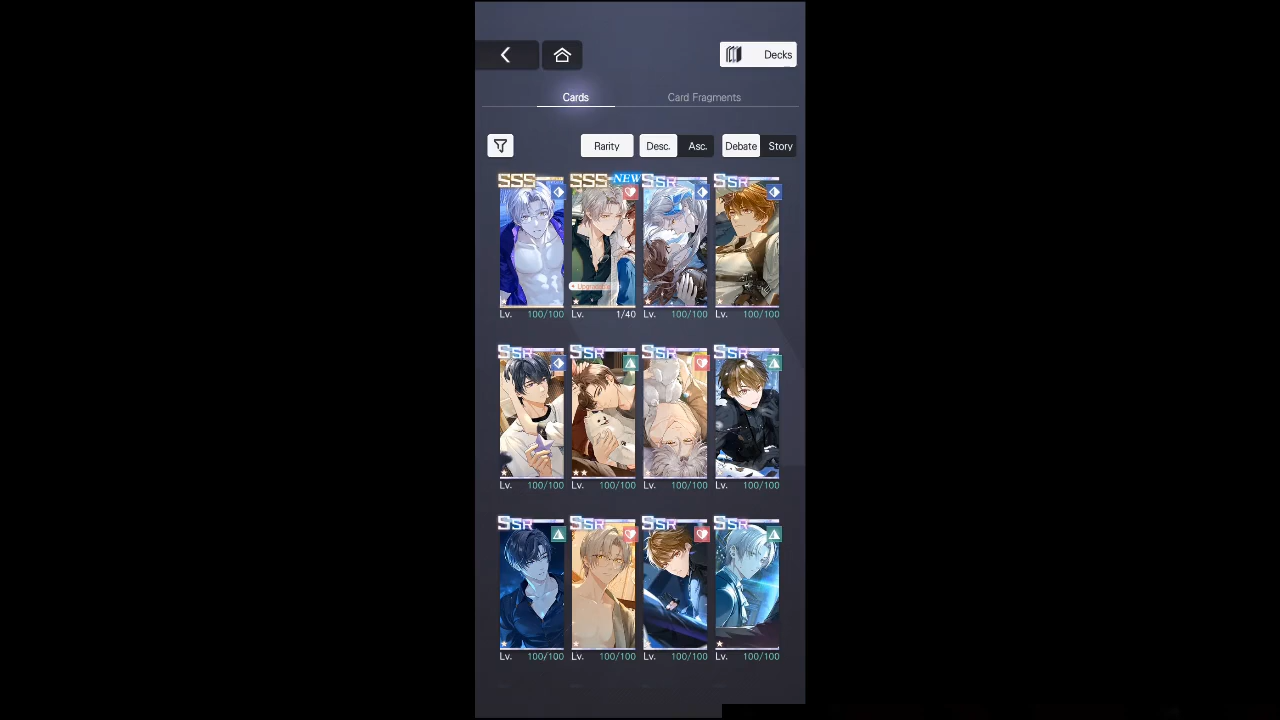 Decks
Cards Card Fragments
Rarity Desc. Asc. Debate Story
SSS SSS NEW SSR SSR
Lv. 100/100 Lv. 1/40 Lv. 100/100 Lv. 100/100
SSR SSR SSR SSR
Lv. 100/100 Lv. 100/100 Lv. 100/100 Lv. 100/100
SSR SSR SSR SSR
Lv. 100/100 Lv. 100/100 Lv. 100/100 Lv. 100/100